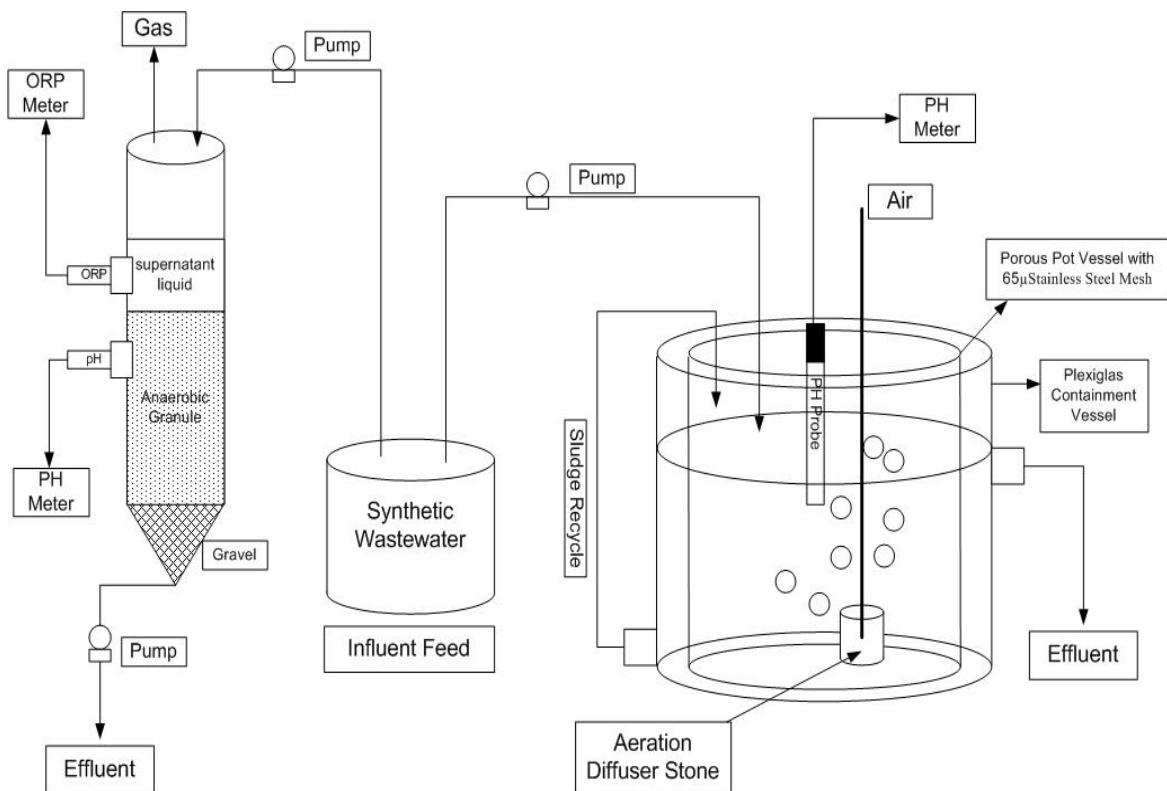 Gas
Pump
ORP
Meter
PH
Meter
Pump
Air
Porous Pot Vessel with
65µStainless Steel Mesh
ORP
supernatant
liquid
pH
Anaerobic
Granule
Plexiglas
Containment
Vessel
PH Probe
Sludge Recycle
PH
Meter
Synthetic
Wastewater
Gravel
Influent Feed
Pump
Effluent
Effluent
Aeration
Diffuser Stone